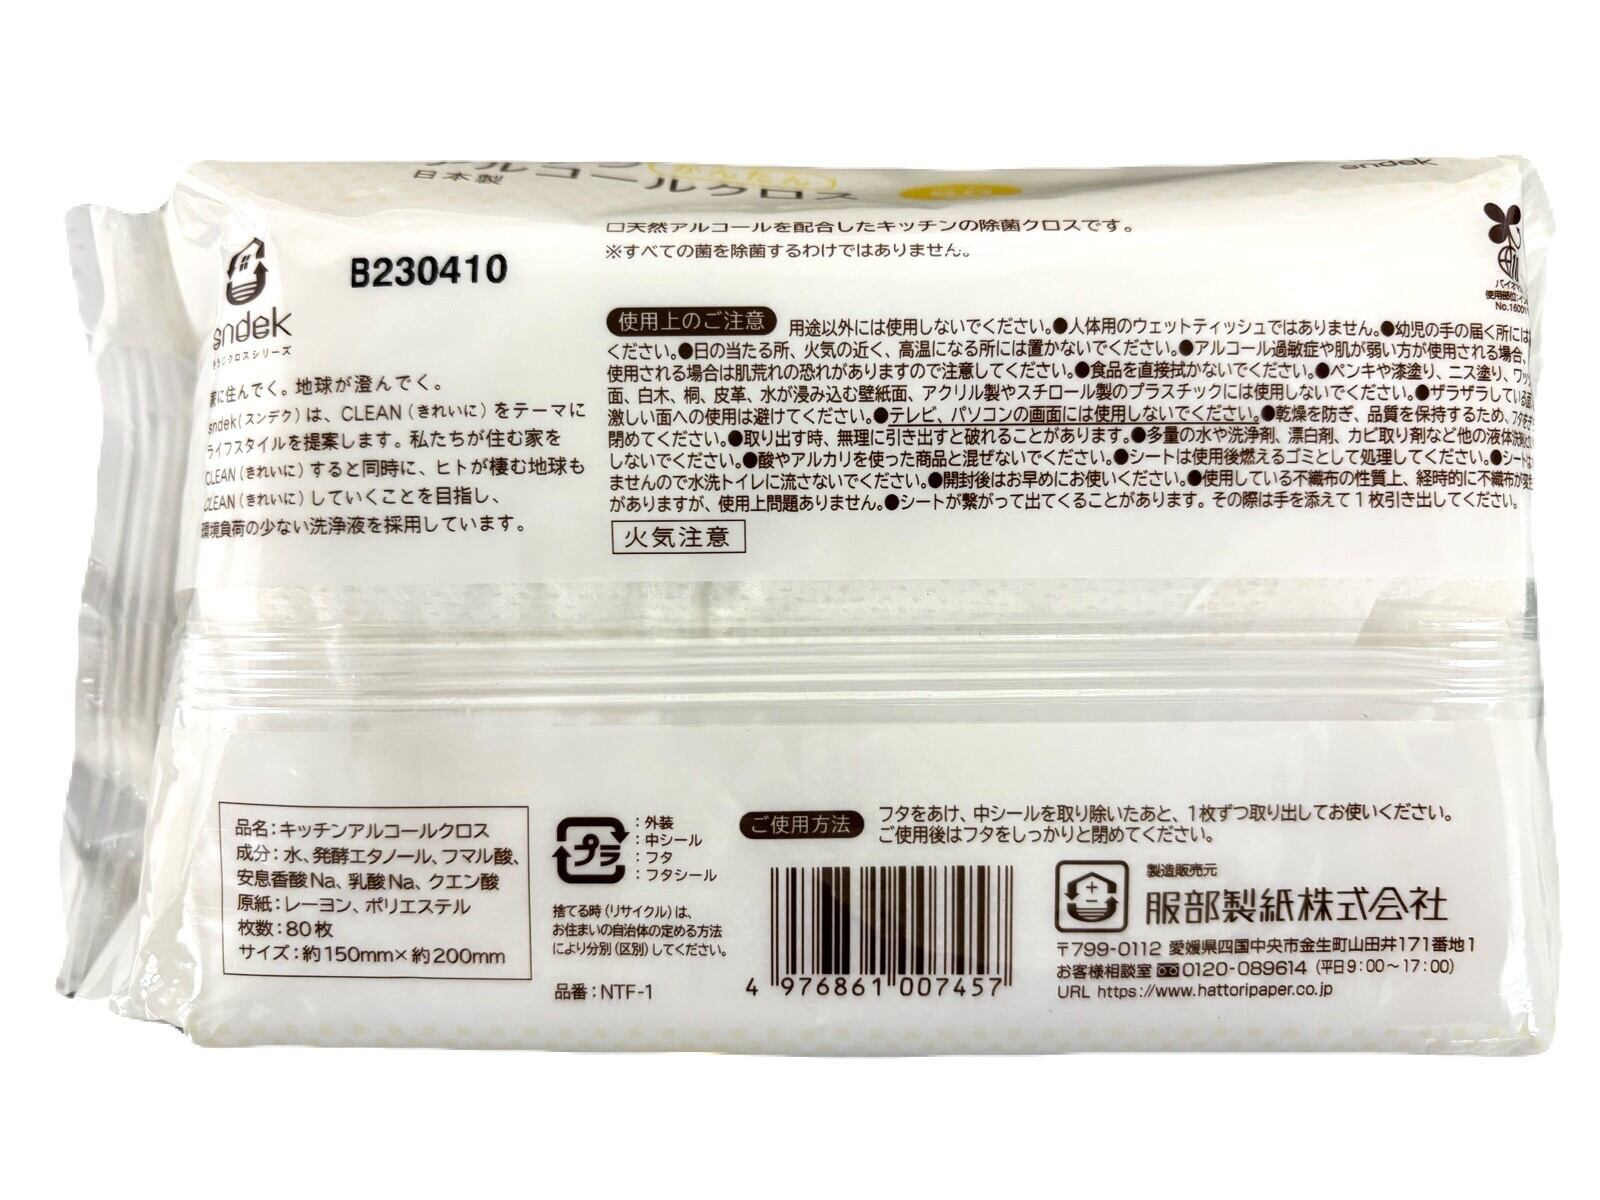 アルコールクロス
かんたん
日本製
sndek
天然アルコールを配合したキッチンの除菌クロスです。
※すべての菌を除菌するわけではありません。
B230410
sndek
クロスシリーズ
に住んでく。地球が澄んでく。
sndek(スンデク)は、CLEAN(きれいに)をテーマに
ライフスタイルを提案します。私たちが住む家を
CLEAN(きれいに)すると同時に、ヒトが棲む地球も
CLEAN(きれいに)していくことを目指し、
環境負荷の少ない洗浄液を採用しています。
使用部位:
使用上のご注意 用途以外には使用しないでください。●人体用のウェットティッシュではありません。●幼児の手の届く所には
ください。●日の当たる所、火気の近く、高温になる所には置かないでください。●アルコール過敏症や肌が弱い方が使用される場合、
使用される場合は肌荒れの恐れがありますので注意してください。●食品を直接拭かないでください。●ペンキや漆塗り、ニス塗り、ワッ
面、白木、桐、皮革、水が浸み込む壁紙面、アクリル製やスチロール製のプラスチックには使用しないでください。●ザラザラしている
激しい面への使用は避けてください。●テレビ、パソコンの画面には使用しないでください。●乾燥を防ぎ、品質を保持するため、フタを
閉めてください。●取り出す時、無理に引き出すと破れることがあります。●多量の水や洗浄剤、漂白剤、カビ取り剤など他の液体洗剤
しないでください。●酸やアルカリを使った商品と混ぜないでください。●シートは使用後燃えるゴミとして処理してください。●シート
ませんので水洗トイレに流さないでください。●開封後はお早めにお使いください。●使用している不織布の性質上、経時的に不織布が
がありますが、使用上問題ありません。●シートが繋がって出てくることがあります。その際は手を添えて1枚引き出してください。
火気注意
品名:キッチンアルコールクロス
成分:水、発酵エタノール、フマル酸、
安息香酸Na、乳酸Na、クエン酸
原紙:レーヨン、ポリエステル
枚数:80枚
サイズ:約150mm×約200mm
プラ
:外装
:中シール
:フタ
:フタシール
捨てる時(リサイクル)は、
お住まいの自治体の定める方法
により分別(区別)してください。
品番:NTF-1
ご使用方法 フタをあけ、中シールを取り除いたあと、1枚ずつ取り出してお使いください。
ご使用後はフタをしっかりと閉めてください。
4 976861 007457
製造販売元
服部製紙株式会社
〒799-0112 愛媛県四国中央市金生町山田井171番地1
お客様相談室 0120-089614 (平日9:00~17:00)
URL https://www.hattoripaper.co.jp